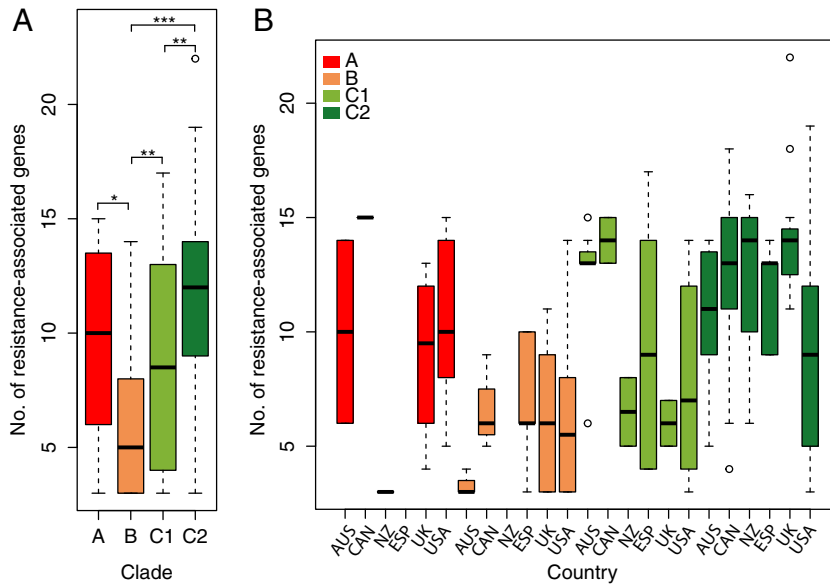 A
No. of resistance-associated genes
20
15
10
5
***
**
**
*
A B C1 C2
Clade
B
No. of resistance-associated genes
20
15
10
5
A
B
C1
C2
AUS CAN NZ ESP UK USA AUS CAN NZ ESP UK USA AUS CAN NZ ESP UK USA AUS CAN NZ ESP UK USA
Country